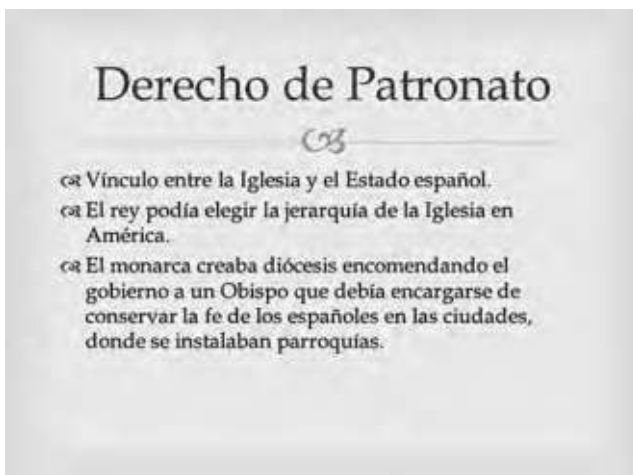 Derecho de Patronato
Vínculo entre la Iglesia y el Estado español.
El rey podía elegir la jerarquía de la Iglesia en
América.
El monarca creaba diócesis encomendando el
gobierno a un Obispo que debía encargarse de
conservar la fe de los españoles en las ciudades,
donde se instalaban parroquias.